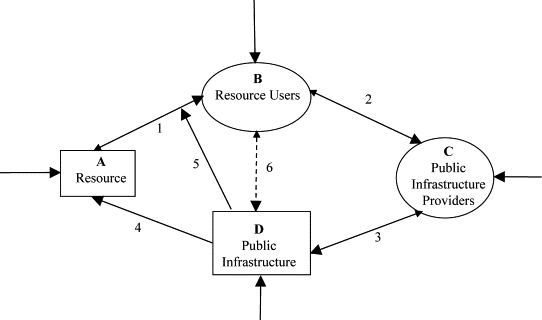 B
Resource Users
2
1
A
Resource
C
Public
Infrastructure
Providers
5
6
4
D
Public
Infrastructure
3